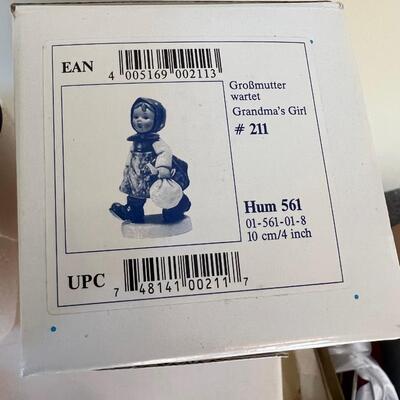 EAN
4 005169 002113
Großmutter
wartet
Grandma's Girl
# 211
Hum 561
01-561-01-8
10 cm/4 inch
UPC
7 48141 00211 7